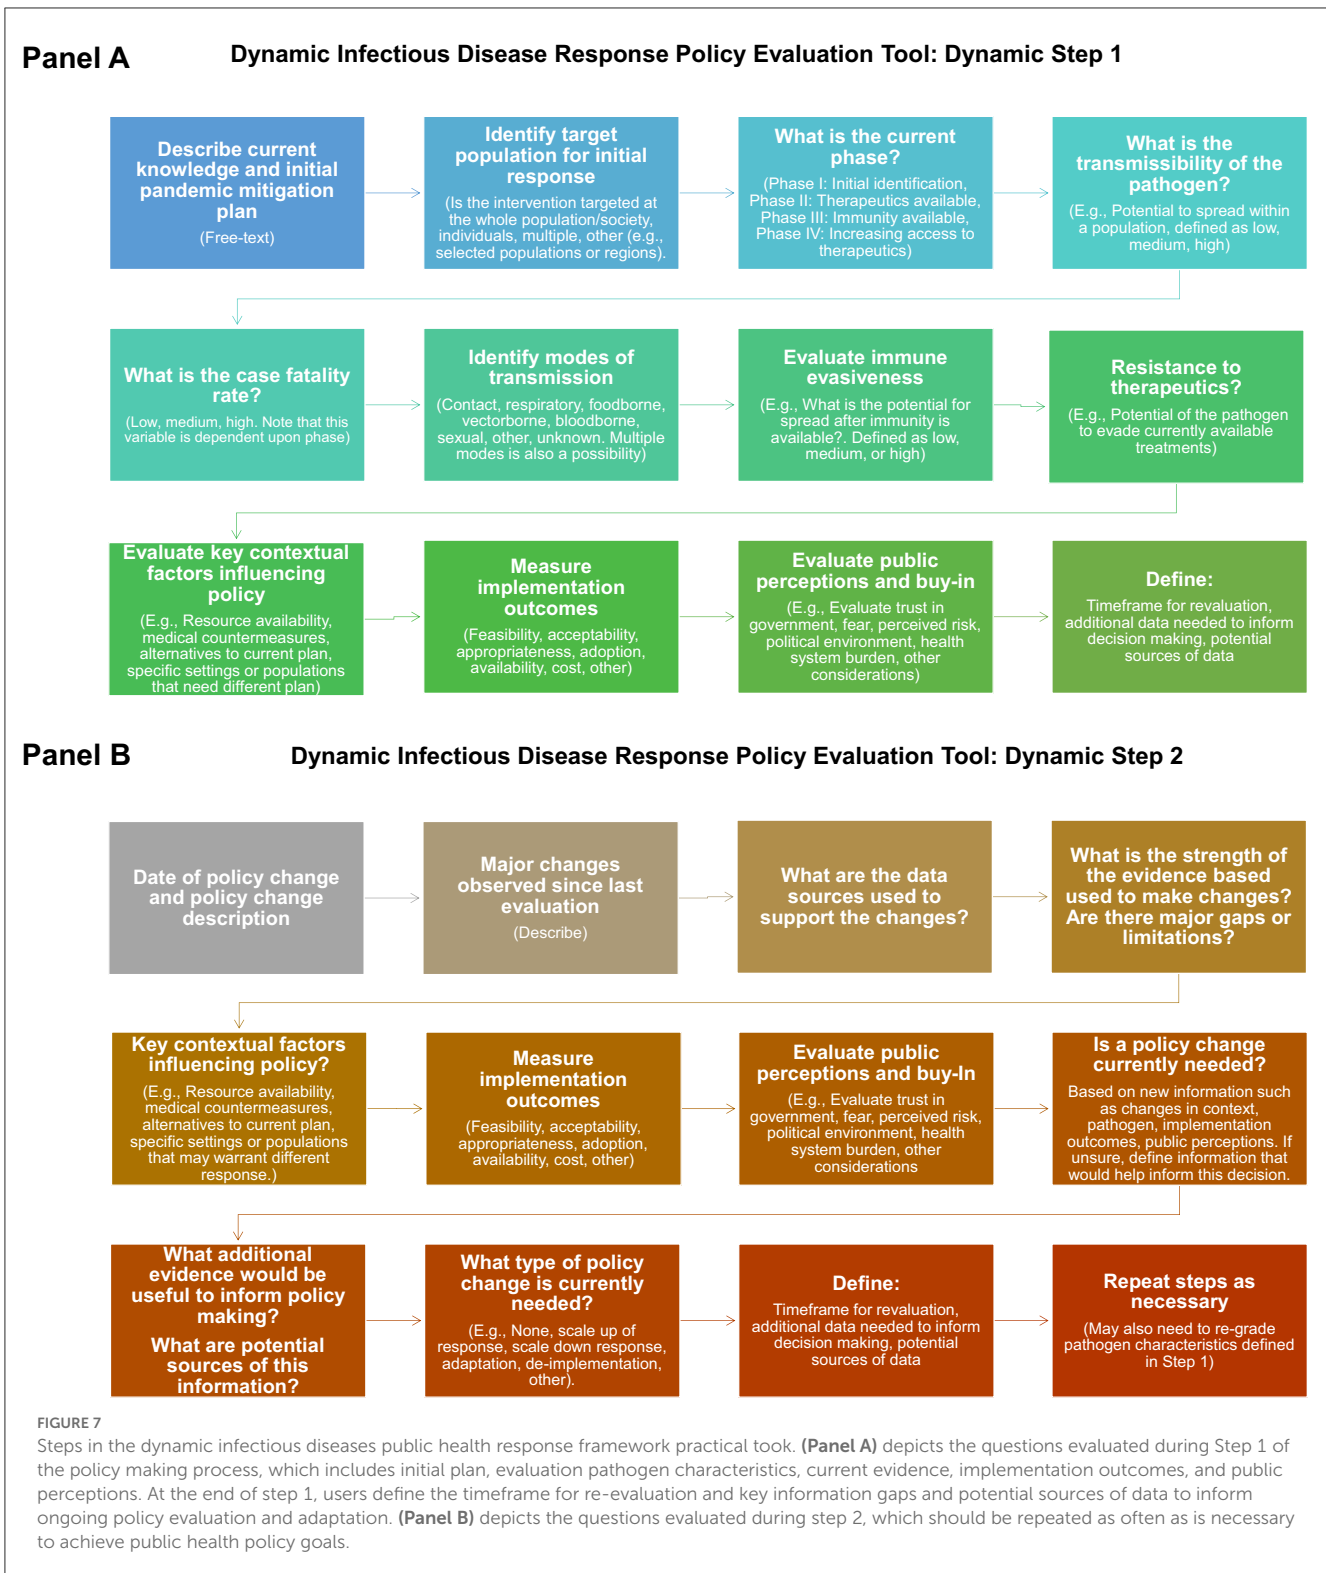 Panel A
Dynamic Infectious Disease Response Policy Evaluation Tool: Dynamic Step 1
Describe current
knowledge and initial
pandemic mitigation
plan
(Free-text)
Identify target
population for initial
response
(Is the intervention targeted at
the whole population/society,
individuals, multiple, other (e.g.,
selected populations or regions).
What is the current
phase?
(Phase I: Initial identification,
Phase II: Therapeutics available,
Phase III: Immunity available,
Phase IV: Increasing access to
therapeutics)
What is the
transmissibility of the
pathogen?
(E.g., Potential to spread within
a population, defined as low,
medium, high)
What is the case fatality
rate?
(Low, medium, high. Note that this
variable is dependent upon phase)
Identify modes of
transmission
(Contact, respiratory, foodborne,
vectorborne, bloodborne,
sexual, other, unknown. Multiple
modes is also a possibility)
Evaluate immune
evasiveness
(E.g., What is the potential for
spread after immunity is
available?. Defined as low,
medium, or high)
Resistance to
therapeutics?
(E.g., Potential of the pathogen
to evade currently available
treatments)
Evaluate key contextual
factors influencing
policy
(E.g., Resource availability,
medical countermeasures,
alternatives to current plan,
specific settings or populations
that need different plan)
Measure
implementation
outcomes
(Feasibility, acceptability,
appropriateness, adoption,
availability, cost, other)
Evaluate public
perceptions and buy-in
(E.g., Evaluate trust in
government, fear, perceived risk,
political environment, health
system burden, other
considerations)
Define:
Timeframe for revaluation,
additional data needed to inform
decision making, potential
sources of data
Panel B
Dynamic Infectious Disease Response Policy Evaluation Tool: Dynamic Step 2
Date of policy change
and policy change
description
Major changes
observed since last
evaluation
(Describe)
What are the data
sources used to
support the changes?
What is the strength of
the evidence based
used to make changes?
Are there major gaps or
limitations?
Key contextual factors
influencing policy?
(E.g., Resource availability,
medical countermeasures,
alternatives to current plan,
specific settings or populations
that may warrant different
response.)
Measure
implementation
outcomes
(Feasibility, acceptability,
appropriateness, adoption,
availability, cost, other)
Evaluate public
perceptions and buy-In
(E.g., Evaluate trust in
government, fear, perceived risk,
political environment, health
system burden, other
considerations
Is a policy change
currently needed?
Based on new information such
as changes in context,
pathogen, implementation
outcomes, public perceptions. If
unsure, define information that
would help inform this decision.
What additional
evidence would be
useful to inform policy
making?
What are potential
sources of this
information?
What type of policy
change is currently
needed?
(E.g., None, scale up of
response, scale down response,
adaptation, de-implementation,
other).
Define:
Timeframe for revaluation,
additional data needed to inform
decision making, potential
sources of data
Repeat steps as
necessary
(May also need to re-grade
pathogen characteristics defined
in Step 1)
FIGURE 7
Steps in the dynamic infectious diseases public health response framework practical took. (Panel A) depicts the questions evaluated during Step 1 of
the policy making process, which includes initial plan, evaluation pathogen characteristics, current evidence, implementation outcomes, and public
perceptions. At the end of step 1, users define the timeframe for re-evaluation and key information gaps and potential sources of data to inform
ongoing policy evaluation and adaptation. (Panel B) depicts the questions evaluated during step 2, which should be repeated as often as is necessary
to achieve public health policy goals.